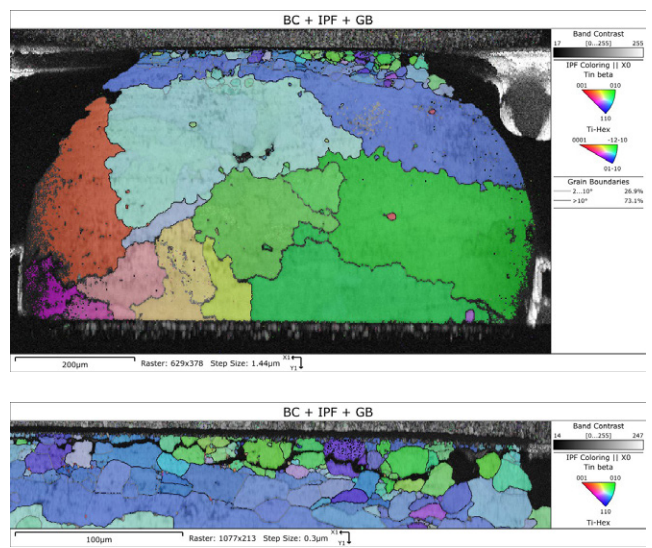 BC + IPF + GB
Band Contrast
17 [0...255] 255
IPF Coloring || X0
Tin beta
001 010
110
Ti-Hex
0001 -12-10
01-10
Grain Boundaries
2...10° 26.9%
>10° 73.1%
200µm Raster: 629x378 Step Size: 1.44µm X1 Y1
BC + IPF + GB
Band Contrast
14 [0...255] 247
IPF Coloring || X0
Tin beta
001 010
110
Ti-Hex
100µm Raster: 1077x213 Step Size: 0.3µm X1 Y1